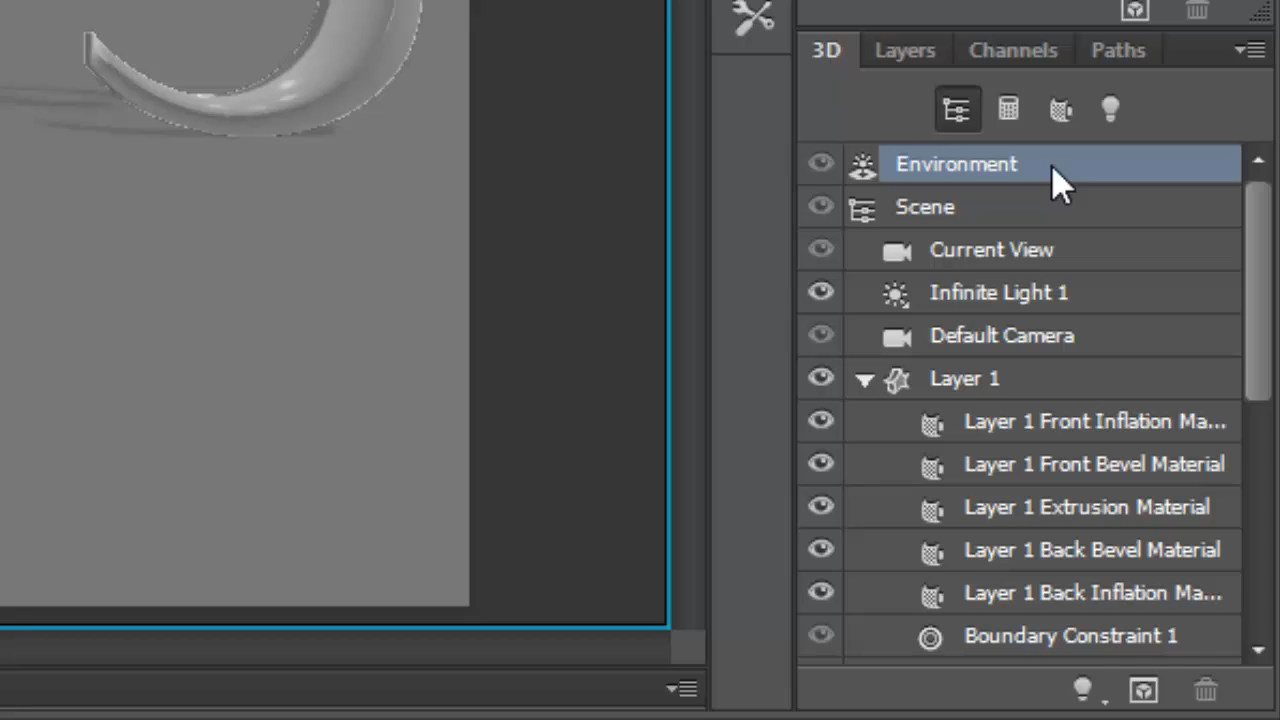 3D Layers Channels Paths
Environment
Scene
Current View
Infinite Light 1
Default Camera
Layer 1
Layer 1 Front Inflation Ma...
Layer 1 Front Bevel Material
Layer 1 Extrusion Material
Layer 1 Back Bevel Material
Layer 1 Back Inflation Ma...
Boundary Constraint 1